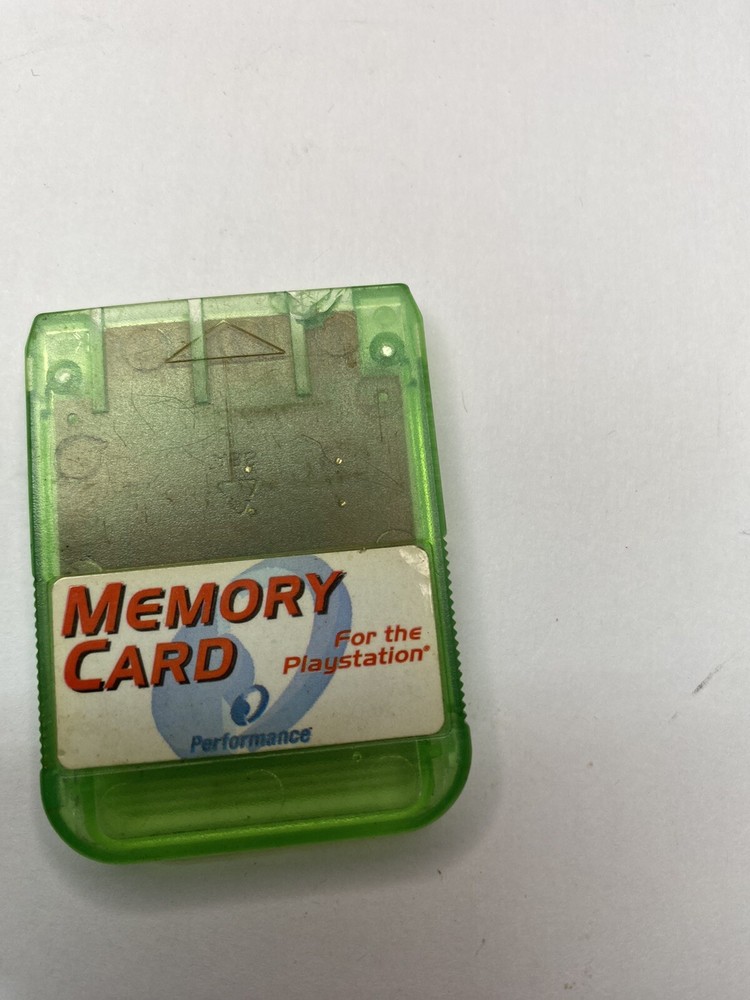 MEMORY
CARD
For the
Playstation*
Performance